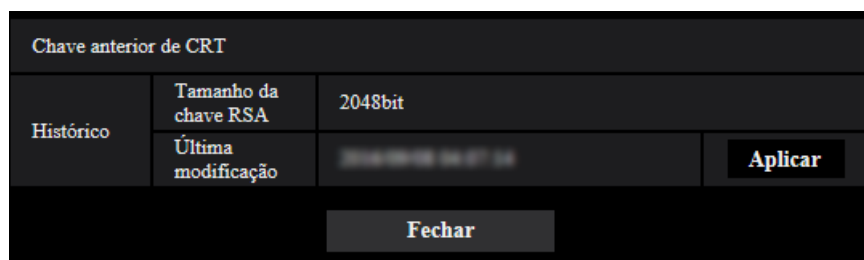 Chave anterior de CRT
Histórico
Tamanho da
chave RSA
2048bit
Última
modificação
Aplicar
Fechar